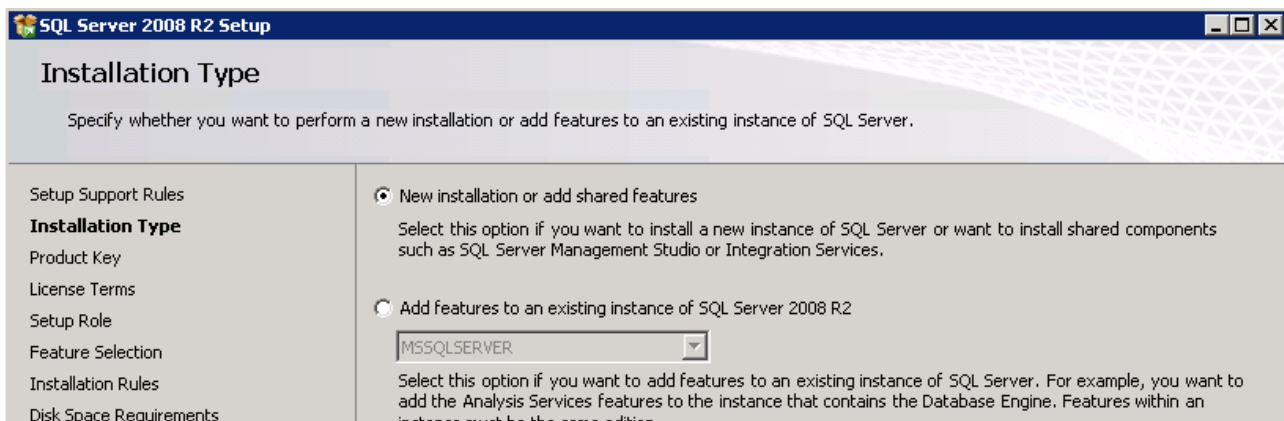 SQL Server 2008 R2 Setup
Installation Type
Specify whether you want to perform a new installation or add features to an existing instance of SQL Server.
Setup Support Rules
Installation Type
Product Key
License Terms
Setup Role
Feature Selection
Installation Rules
Disk Space Requirements
New installation or add shared features
Select this option if you want to install a new instance of SQL Server or want to install shared components
such as SQL Server Management Studio or Integration Services.
Add features to an existing instance of SQL Server 2008 R2
MSSQLSERVER
Select this option if you want to add features to an existing instance of SQL Server. For example, you want to
add the Analysis Services features to the instance that contains the Database Engine. Features within an
instance must be the same edition.